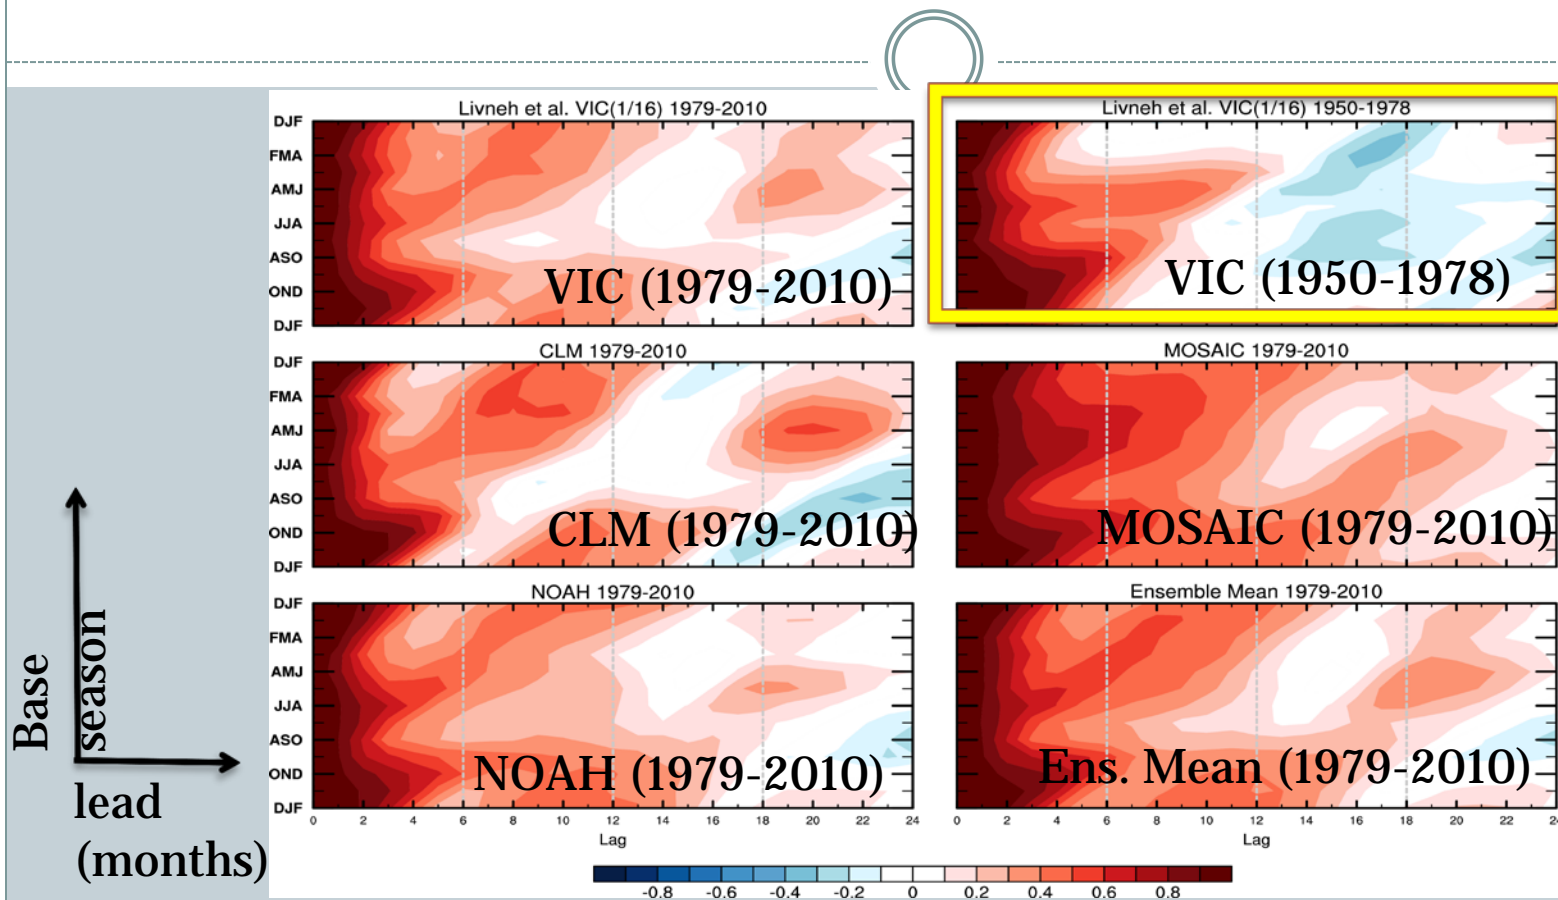 Livneh et al. VIC(1/16) 1979-2010
DJF
FMA
AMJ
JJA
ASO
OND
DJF
VIC (1979-2010)
Livneh et al. VIC(1/16) 1950-1978
VIC (1950-1978)
CLM 1979-2010
DJF
FMA
AMJ
JJA
ASO
OND
DJF
CLM (1979-2010)
MOSAIC 1979-2010
MOSAIC (1979-2010)
NOAH 1979-2010
DJF
FMA
AMJ
JJA
ASO
OND
DJF
NOAH (1979-2010)
0 2 4 6 8 10 12 14 16 18 20 22 24
Lag
Ensemble Mean 1979-2010
Ens. Mean (1979-2010)
0 2 4 6 8 10 12 14 16 18 20 22
Lag
Base
season
lead
(months)
-0.8 -0.6 -0.4 -0.2 0 0.2 0.4 0.6 0.8